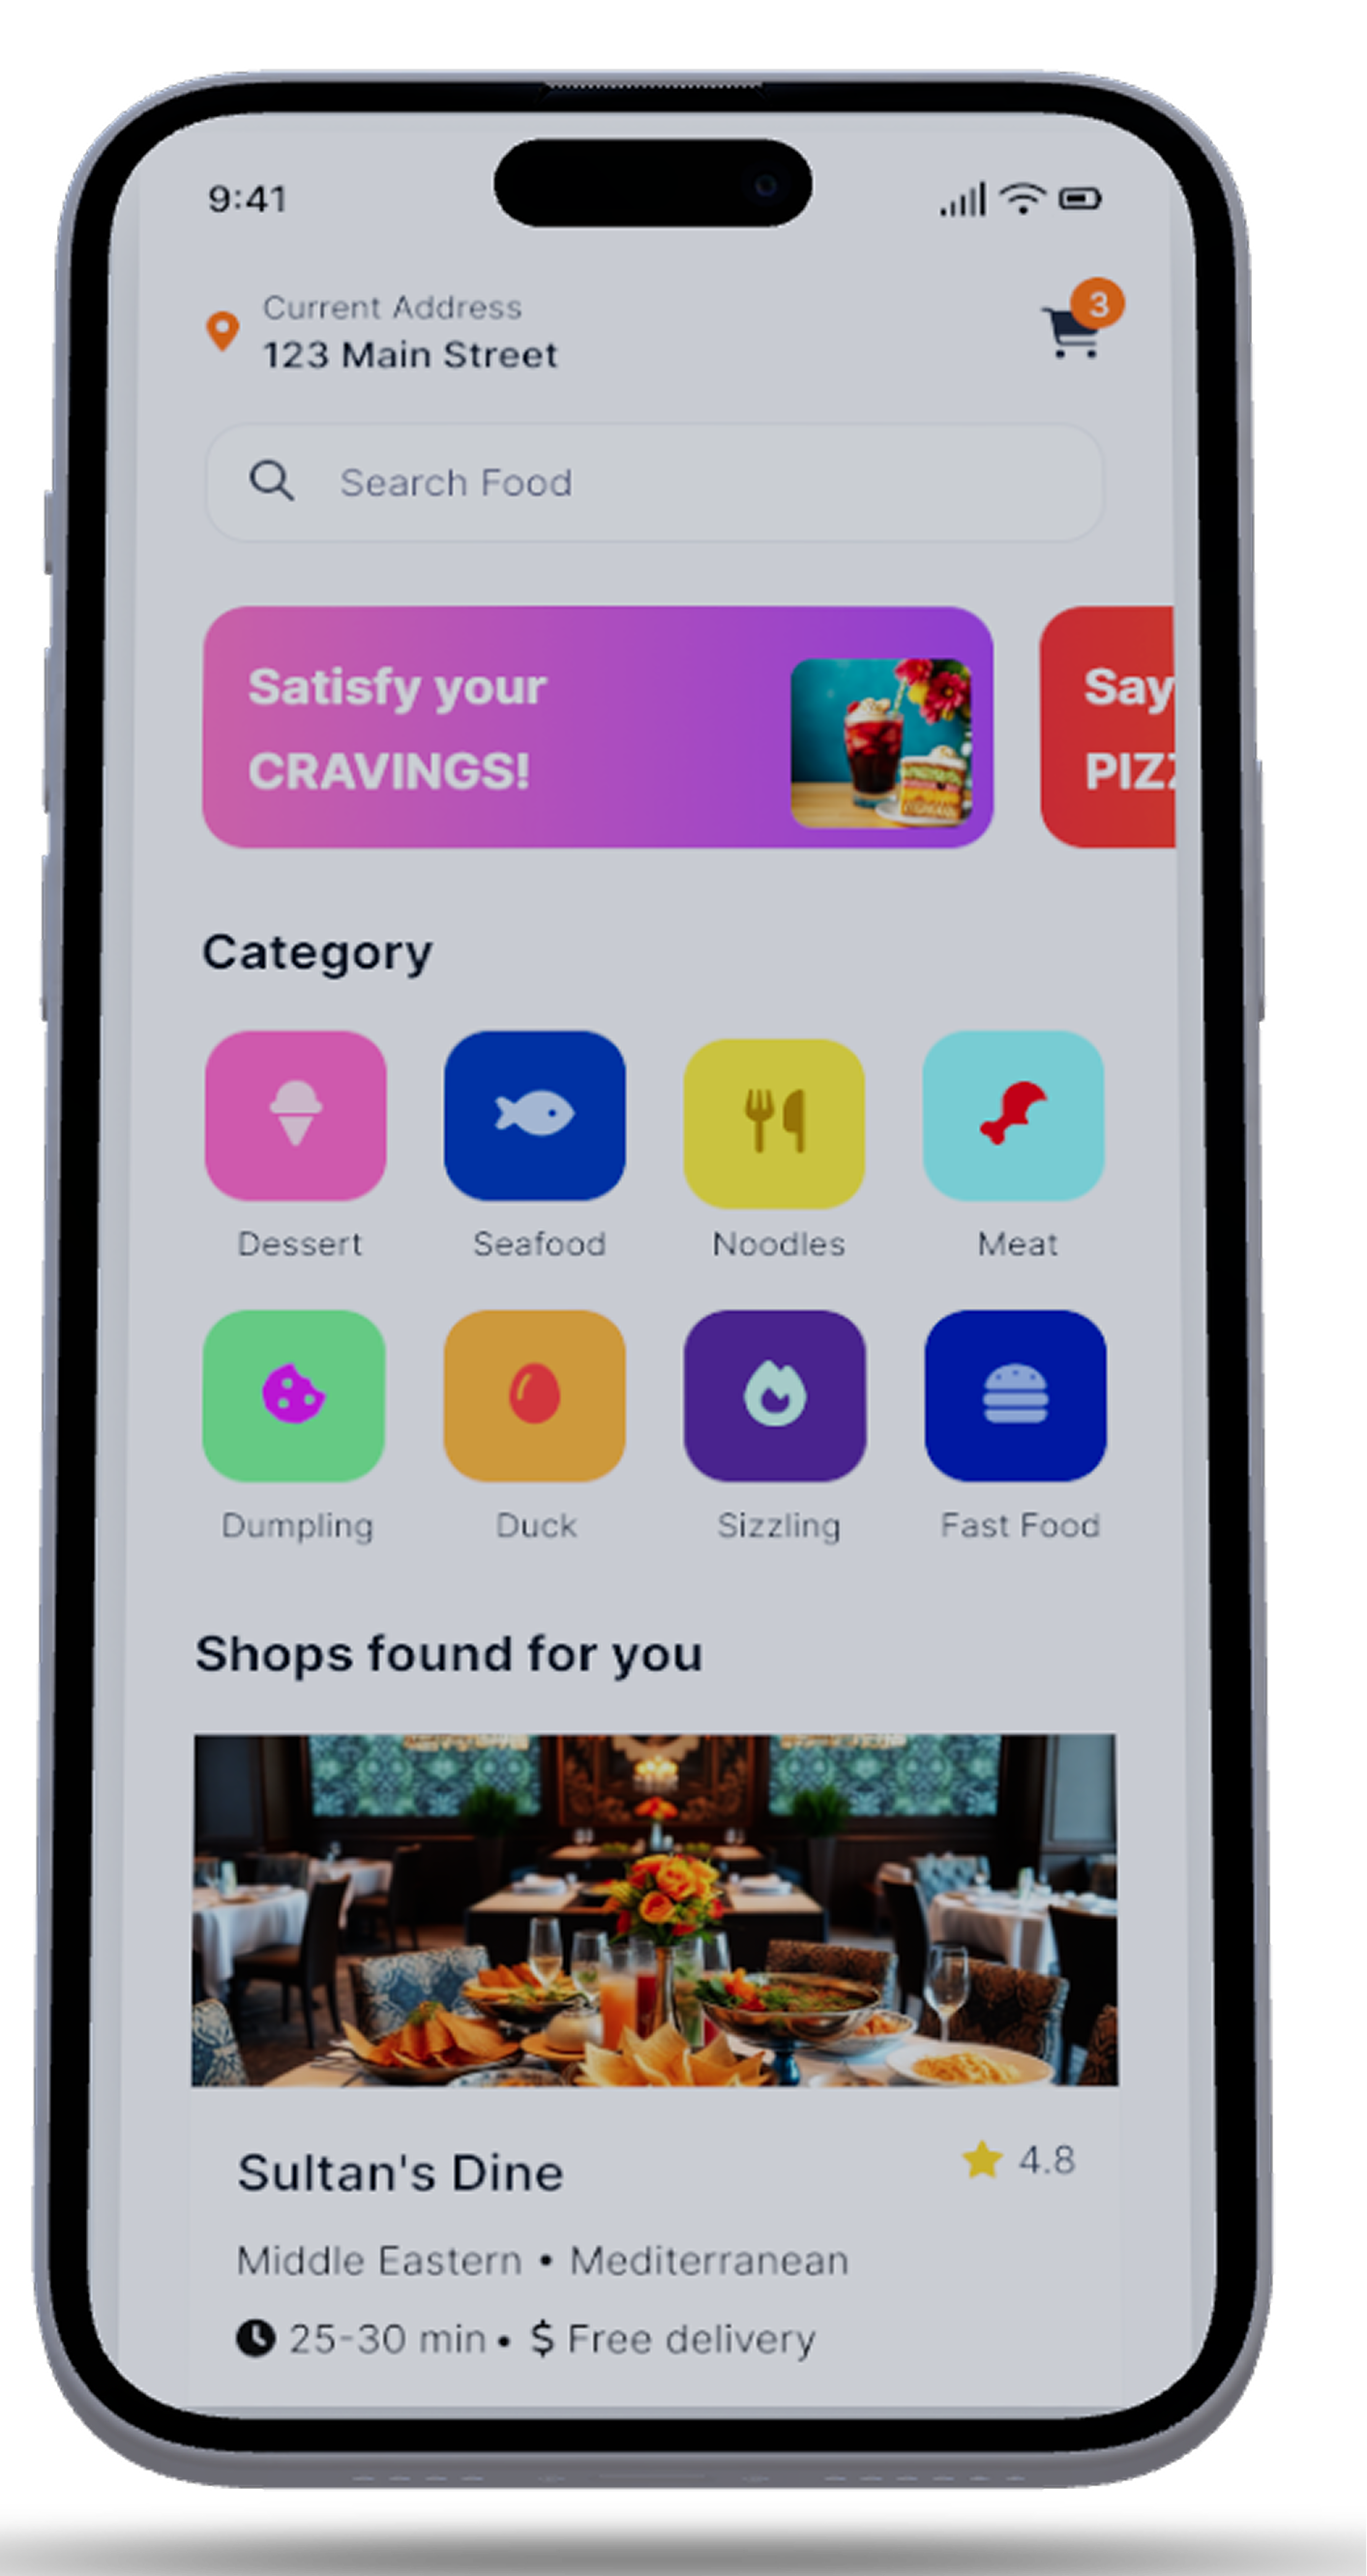 9:41
Current Address
3
123 Main Street
Search Food
Satisfy your
CRAVINGS!
Say
Category
Dessert
Seafood
Noodles
Meat
Dumpling
Duck
Sizzling
Fast Food
Shops found for you
Sultan's Dine
4.8
Middle Eastern • Mediterranean
25-30 min • $ Free delivery